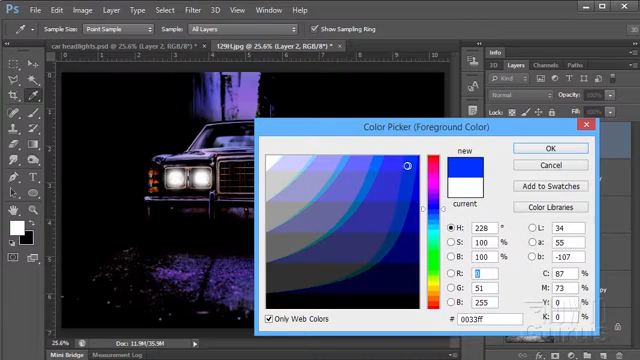 Ps File Edit Image Layer Type Select Filter 3D View Window Help
Sample Size: Point Sample Sample: All Layers Show Sampling Ring
car headlights.psd @ 25.6% (Layer 2, RGB/8*) * × 129H.jpg @ 25.6% (Layer 2, RGB/8*) * ×
Info
3D Layers Channels Paths
Kind
Normal Opacity: 100%
Lock: Fill: 100%
Color Picker (Foreground Color)
new
current
OK
Cancel
Add to Swatches
Color Libraries
H: 228 °
S: 100 %
B: 100 %
R: 0
G: 51
B: 255
L: 34
a: 55
b: -107
C: 87 %
M: 73 %
Y: 0 %
K: 0 %
# 0033ff
Only Web Colors
25.6% Doc: 11.9M/35.9M
Mini Bridge Measurement Log